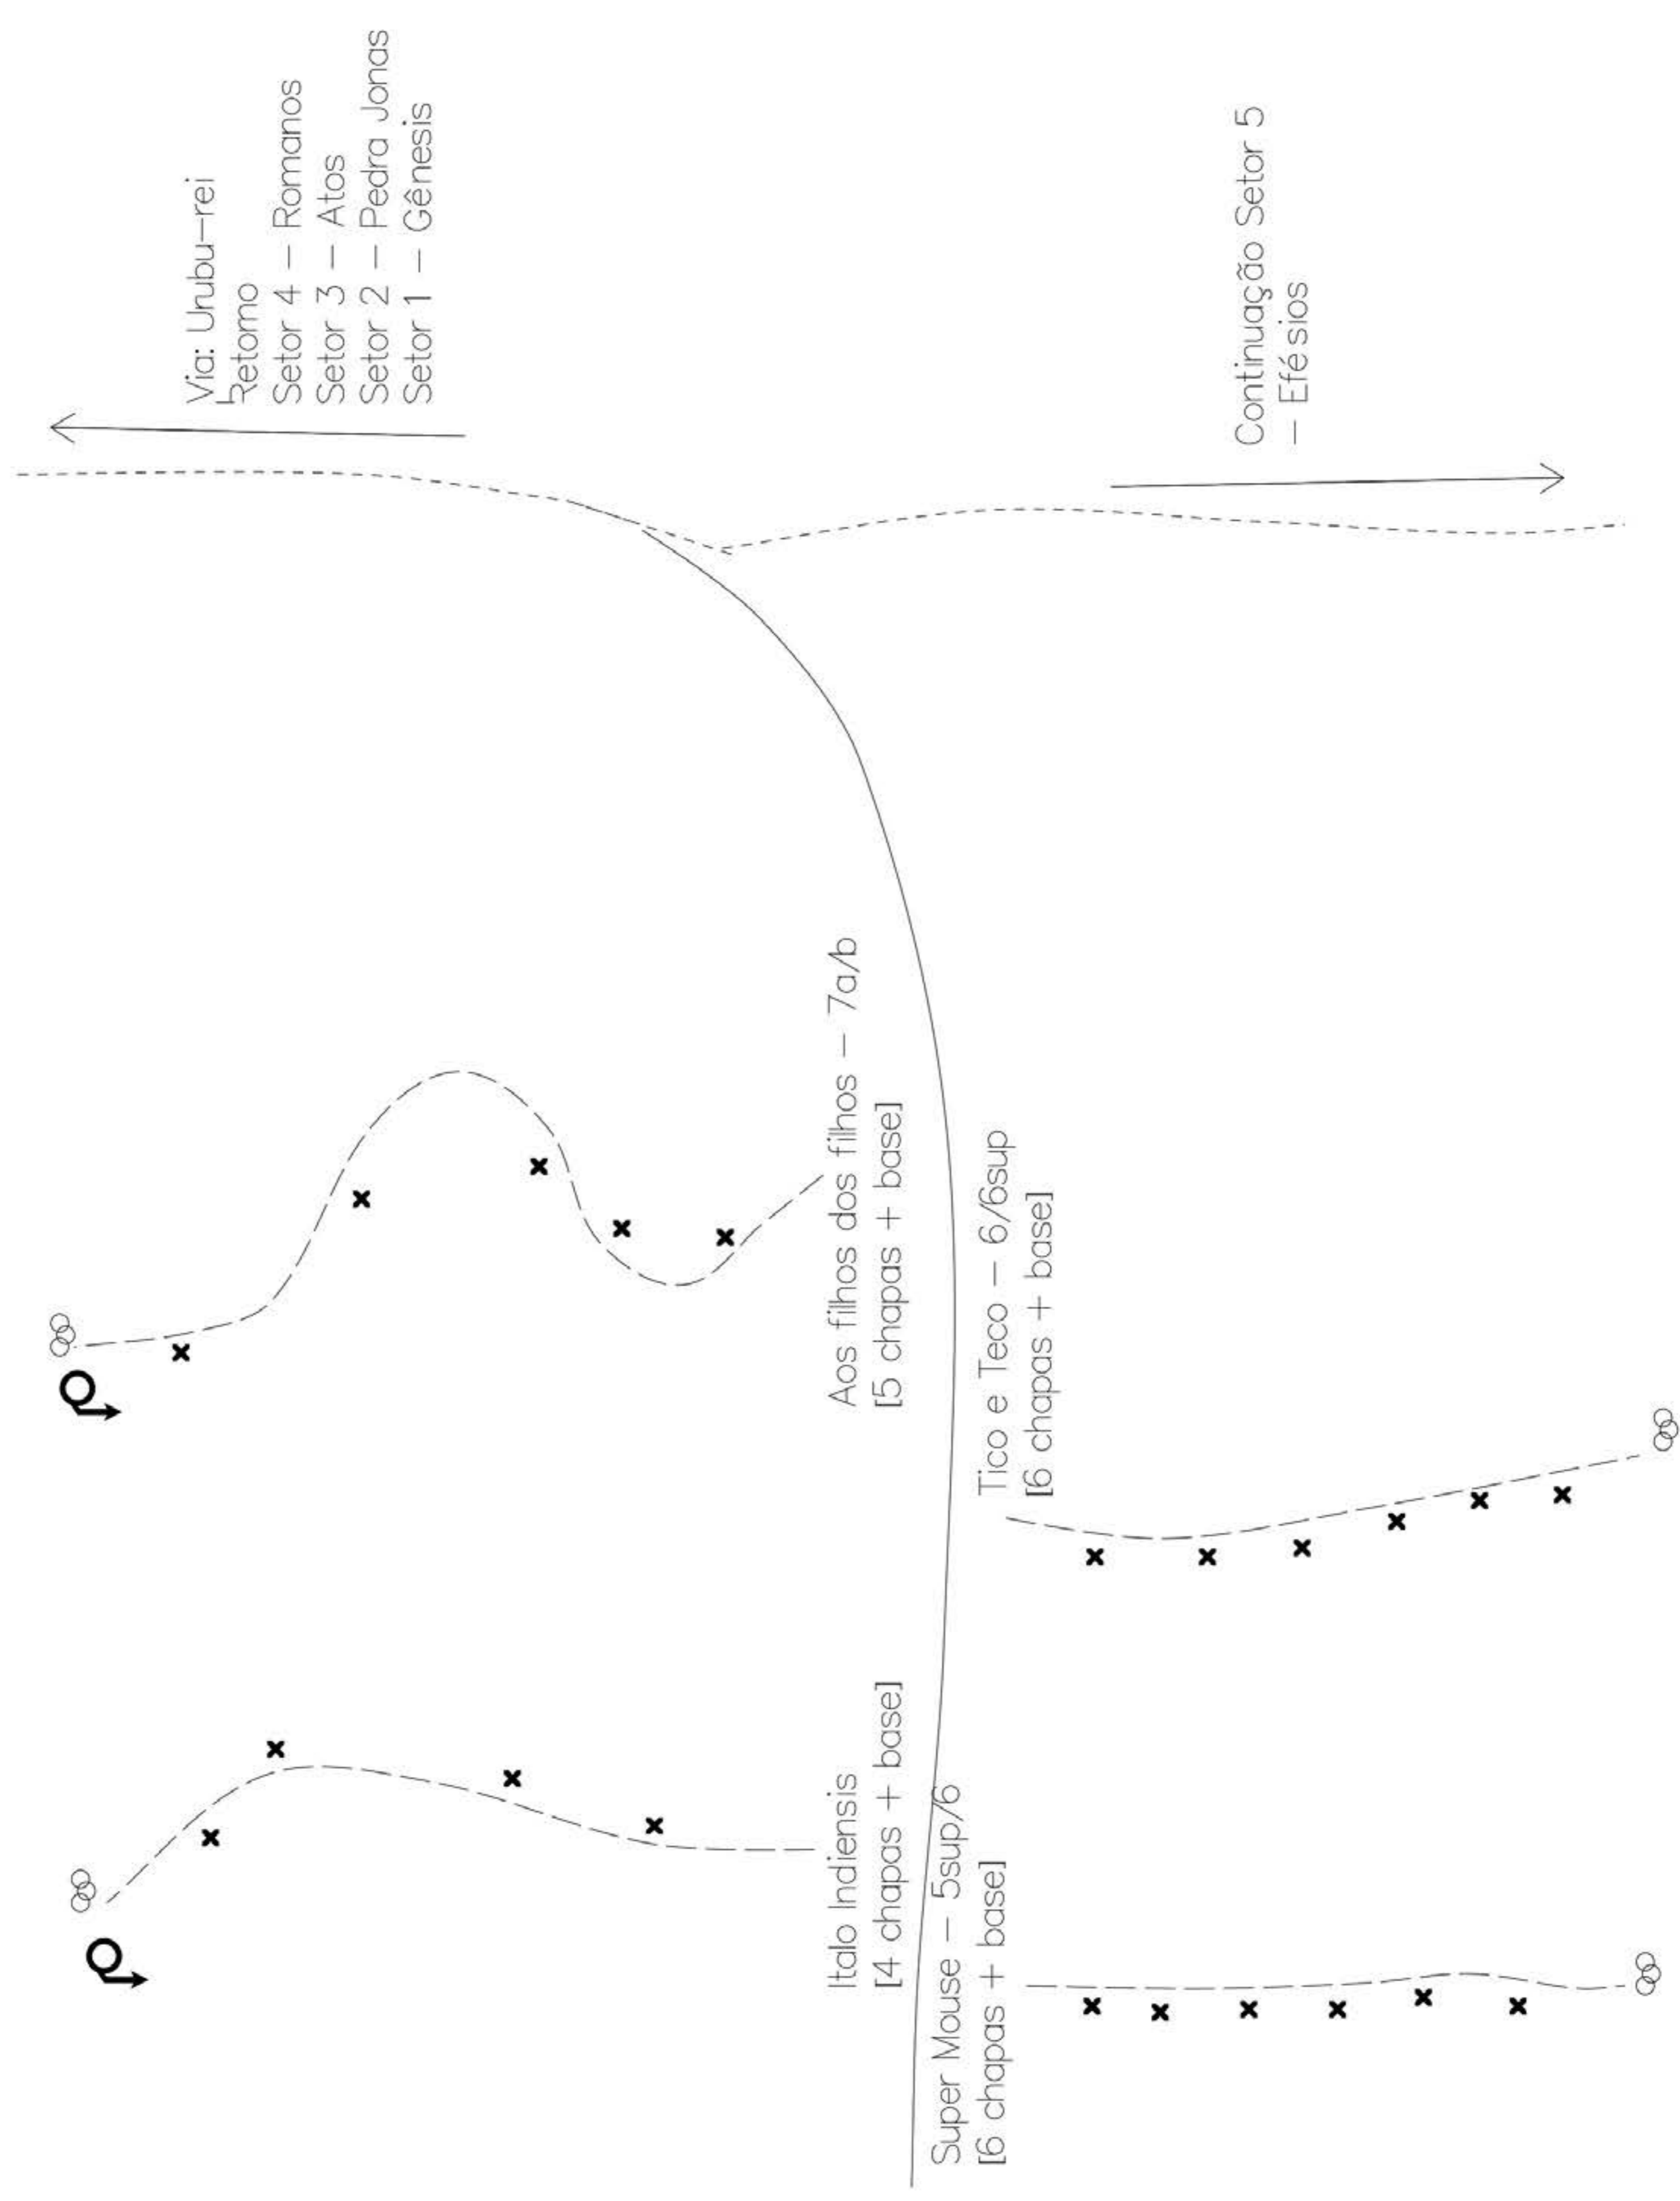 Via: Urubu-rei
Retorno
Setor 4 - Romanos
Setor 3 - Atos
Setor 2 - Pedra Jonas
Setor 1 - Gênesis
Aos filhos dos filhos - 7a/b
[5 chapas + base]
Italo Indiensis
[4 chapas + base]
Super Mouse - 5sup/6
[6 chapas + base]
Tico e Teco - 6/6sup
[6 chapas + base]
Continuação Setor 5
- Efésios